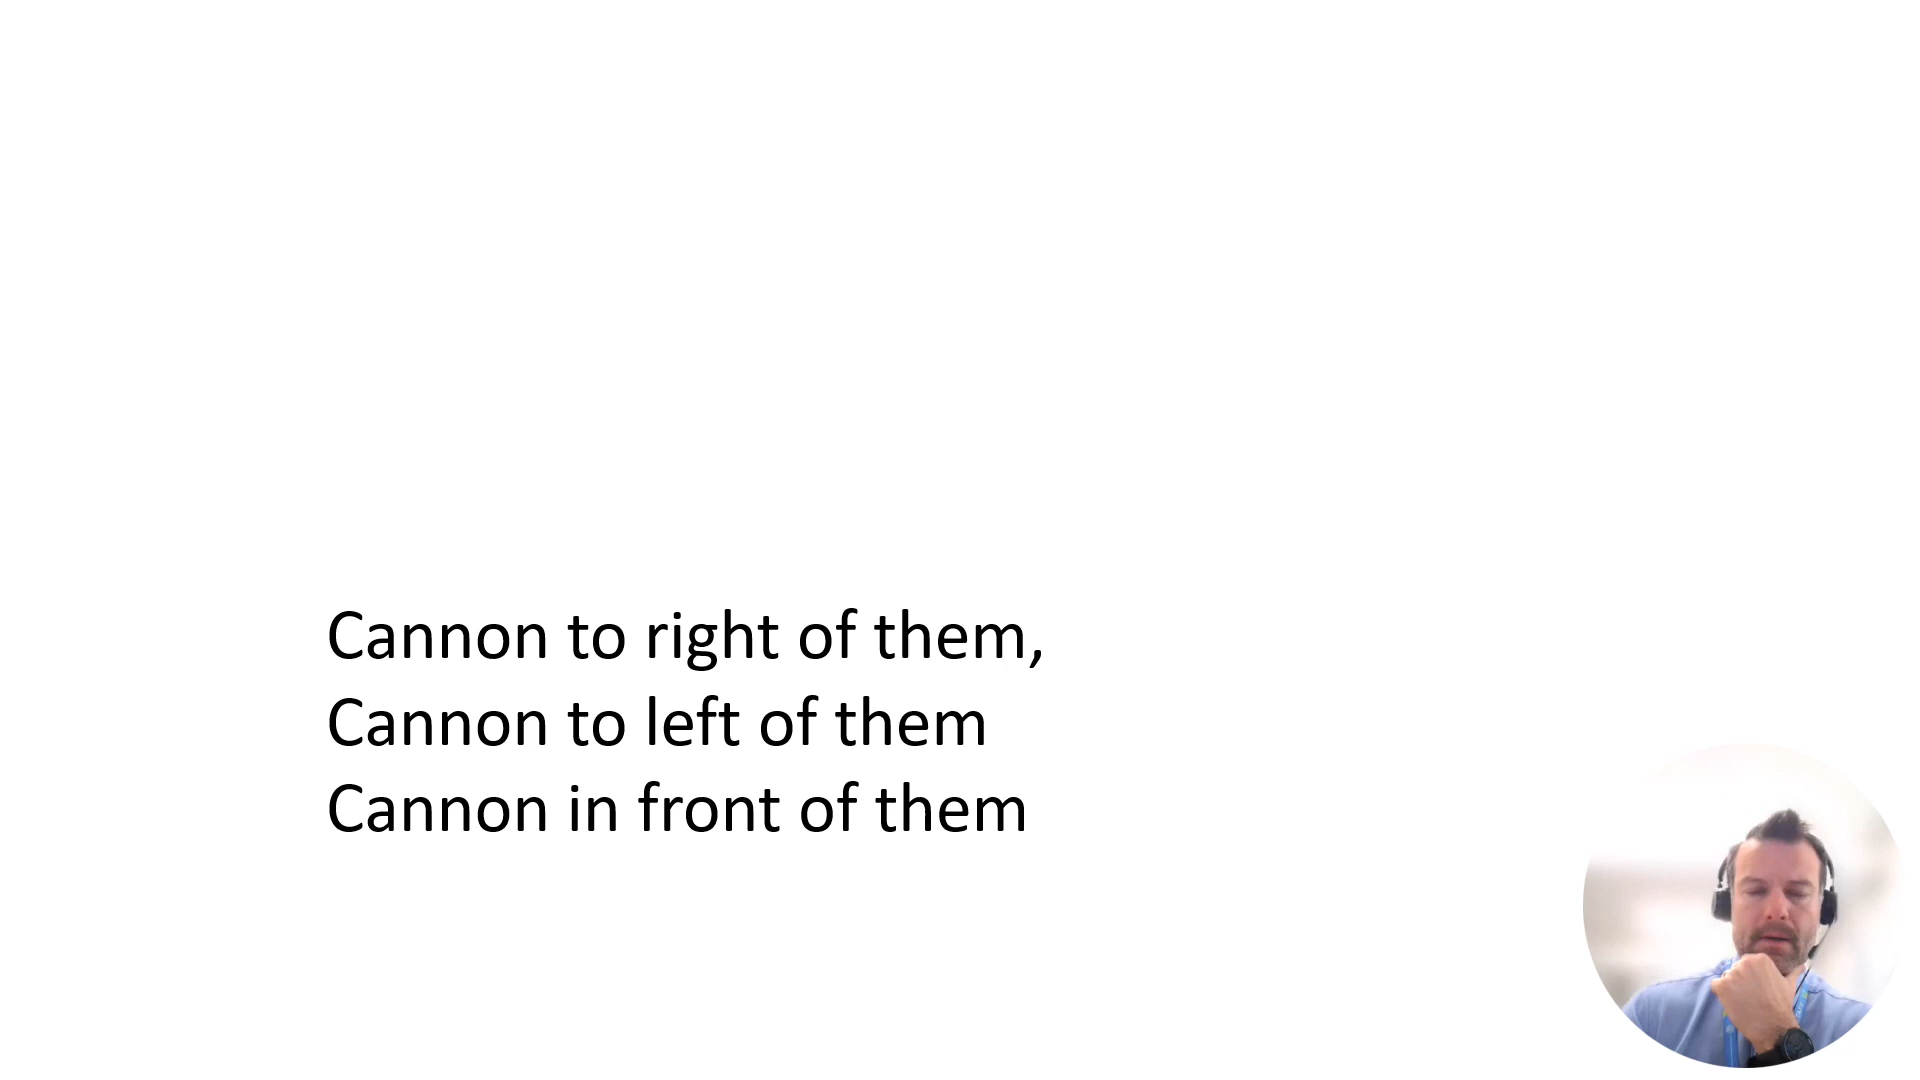 Cannon to right of them,
Cannon to left of them
Cannon in front of them